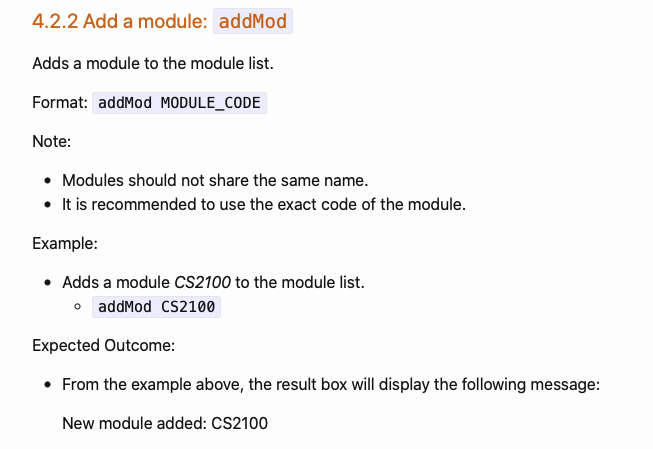 4.2.2 Add a module: addMod
Adds a module to the module list.
Format: addMod MODULE_CODE
Note:
• Modules should not share the same name.
• It is recommended to use the exact code of the module.
Example:
• Adds a module CS2100 to the module list.
◦ addMod CS2100
Expected Outcome:
• From the example above, the result box will display the following message:
New module added: CS2100